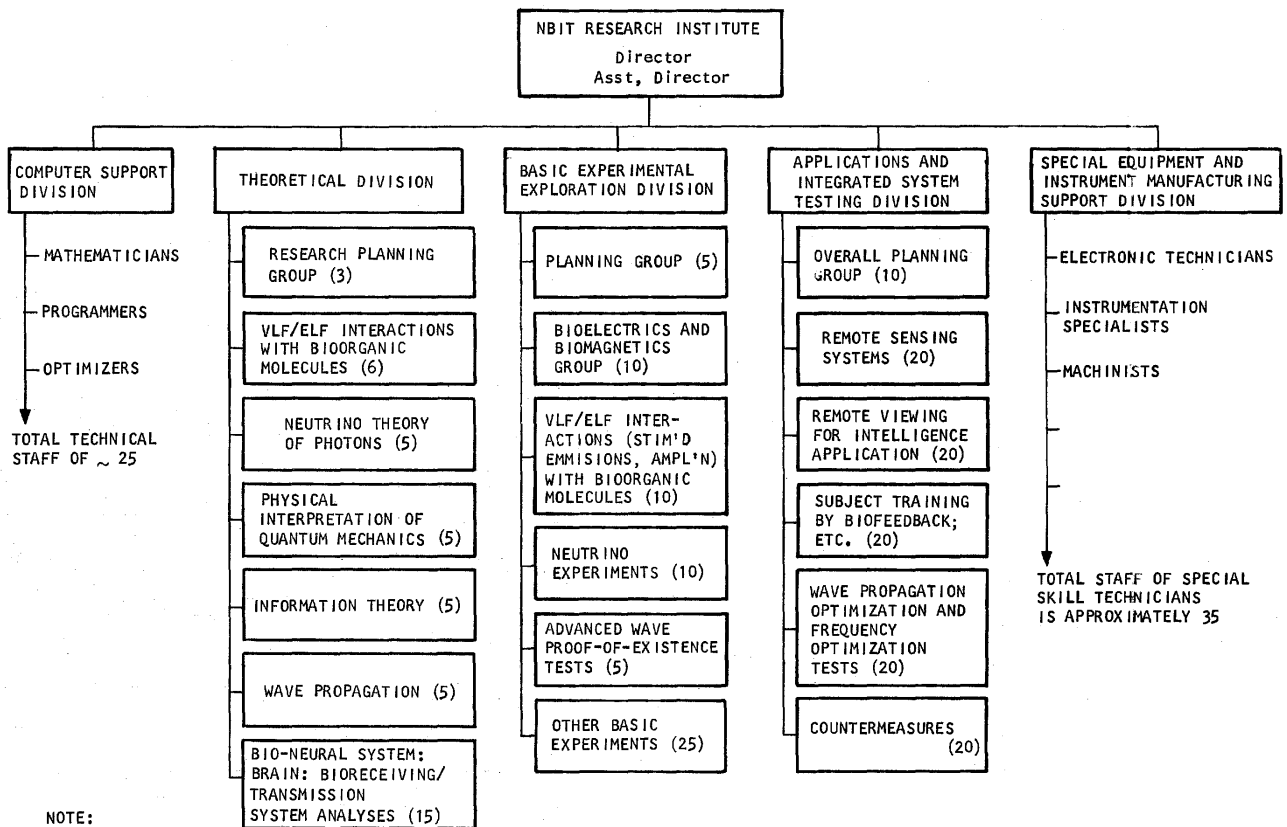 NBIT RESEARCH INSTITUTE
Director
Asst, Director
COMPUTER SUPPORT
DIVISION
MATHEMATICIANS
PROGRAMMERS
OPTIMIZERS
TOTAL TECHNICAL
STAFF OF ~ 25
THEORETICAL DIVISION
RESEARCH PLANNING
GROUP (3)
VLF/ELF INTERACTIONS
WITH BIOORGANIC
MOLECULES (6)
NEUTRINO THEORY
OF PHOTONS (5)
PHYSICAL
INTERPRETATION OF
QUANTUM MECHANICS (5)
INFORMATION THEORY (5)
WAVE PROPAGATION (5)
BIO-NEURAL SYSTEM:
BRAIN: BIORECEIVING/
TRANSMISSION
SYSTEM ANALYSES (15)
BASIC EXPERIMENTAL
EXPLORATION DIVISION
PLANNING GROUP (5)
BIOELECTRICS AND
BIOMAGNETICS
GROUP (10)
VLF/ELF INTER-
ACTIONS (STIM'D
EMMISIONS, AMPL'N)
WITH BIOORGANIC
MOLECULES (10)
NEUTRINO
EXPERIMENTS (10)
ADVANCED WAVE
PROOF-OF-EXISTENCE
TESTS (5)
OTHER BASIC
EXPERIMENTS (25)
APPLICATIONS AND
INTEGRATED SYSTEM
TESTING DIVISION
OVERALL PLANNING
GROUP (10)
REMOTE SENSING
SYSTEMS (20)
REMOTE VIEWING
FOR INTELLIGENCE
APPLICATION (20)
SUBJECT TRAINING
BY BIOFEEDBACK;
ETC. (20)
WAVE PROPAGATION
OPTIMIZATION AND
FREQUENCY
OPTIMIZATION
TESTS (20)
COUNTERMEASURES
(20)
SPECIAL EQUIPMENT AND
INSTRUMENT MANUFACTURING
SUPPORT DIVISION
ELECTRONIC TECHNICIANS
INSTRUMENTATION
SPECIALISTS
MACHINISTS
TOTAL STAFF OF SPECIAL
SKILL TECHNICIANS
IS APPROXIMATELY 35
NOTE: